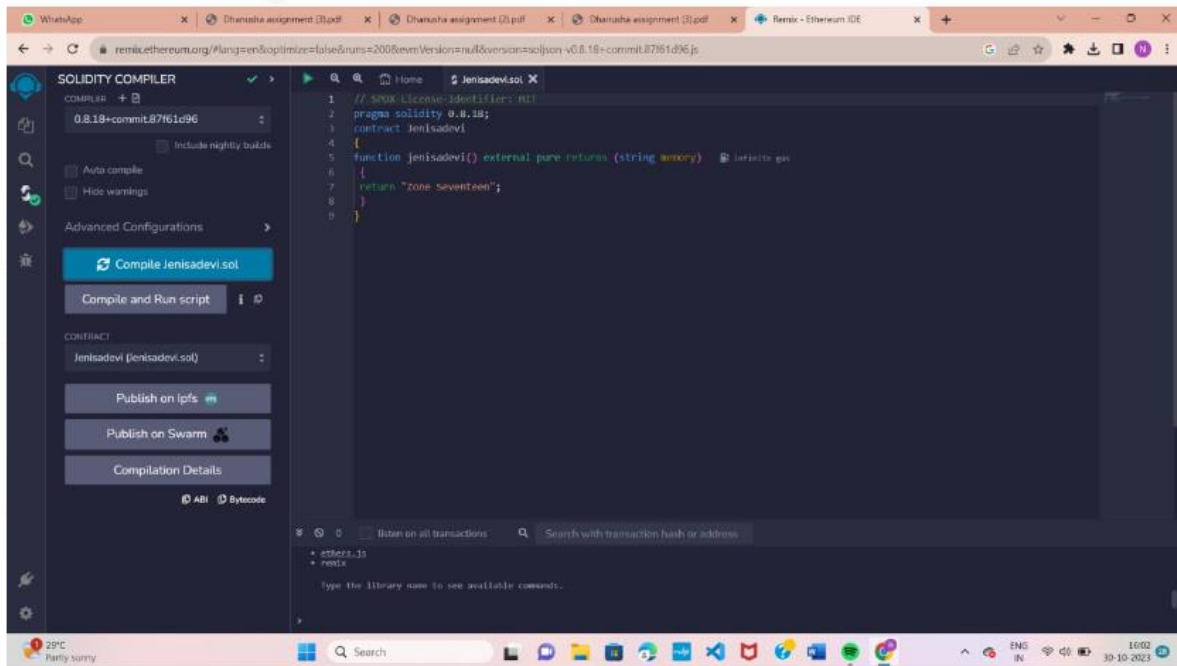 WhatsApp
Dhanusha assignment (3).pdf
Dhanusha assignment (2).pdf
Dhanusha assignment (3).pdf
Remix - Ethereum IDE
remix.ethereum.org/#lang=en&optimize=false&runs=200&evmVersion=null&version=soljson-v0.8.18+commit.87f61d96.js
SOLIDITY COMPILER
COMPILER
0.8.18+commit.87f61d96
Include nightly builds
Auto compile
Hide warnings
Advanced Configurations
Compile Jenisadevi.sol
Compile and Run script
CONTRACT
Jenisadevi (Jenisadevi.sol)
Publish on Ipfs
Publish on Swarm
Compilation Details
ABI Bytecode
Home Jenisadevi.sol
1 // SPDX-License-Identifier: MIT
2 pragma solidity 0.8.18;
3 contract Jenisadevi
4 {
5 function jenisadevi() external pure returns (string memory) infinite gas
6 {
7 return "zone seventeen";
8 }
9 }
0 listen on all transactions Search with transaction hash or address
• ethers.js
• remix
Type the library name to see available commands.
>
29°C
Partly sunny
Search
ENG
IN
16:02
30-10-2023